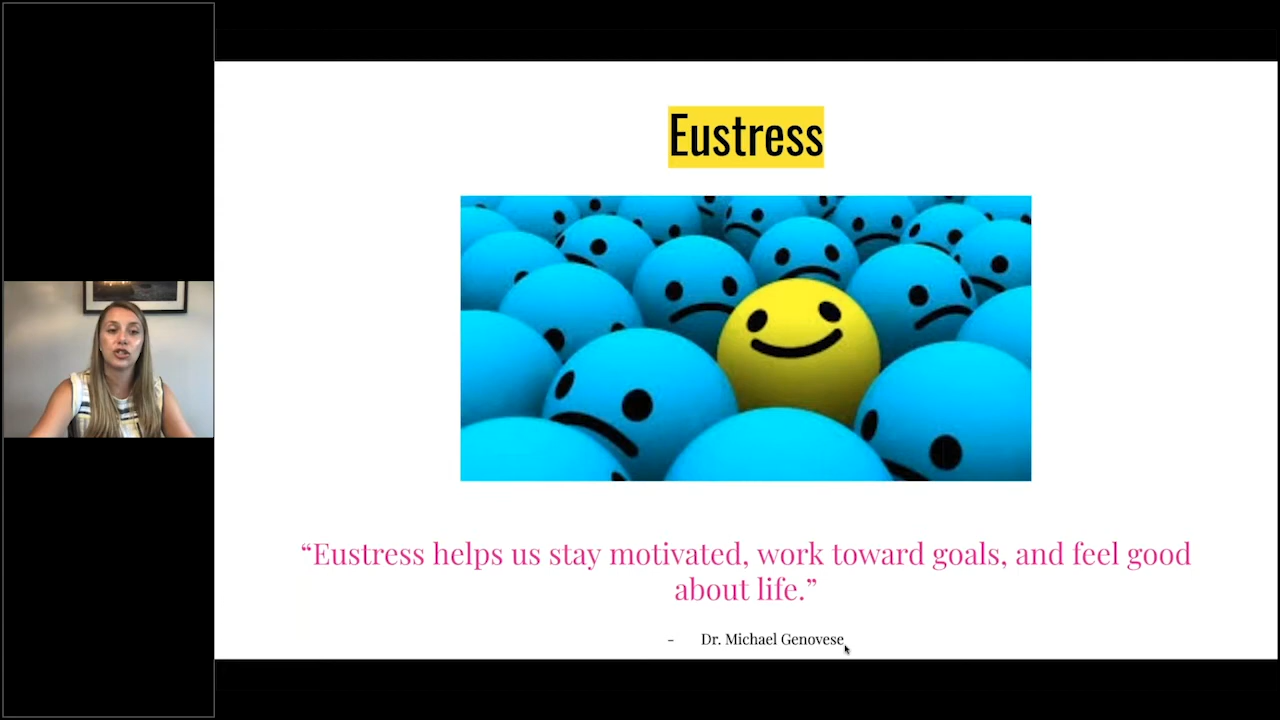 Eustress
“Eustress helps us stay motivated, work toward goals, and feel good
about life.”
- Dr. Michael Genovese